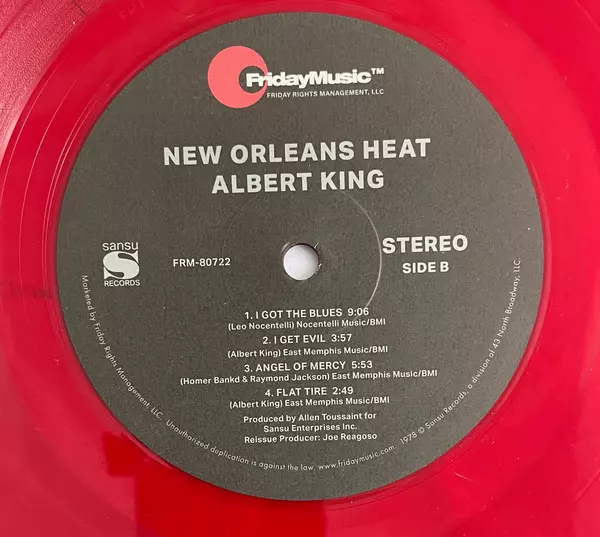 FridayMusic™
FRIDAY RIGHTS MANAGEMENT, LLC
NEW ORLEANS HEAT
ALBERT KING
sansu
S
RECORDS
FRM-80722
STEREO
SIDE B
1. I GOT THE BLUES 9:06
(Leo Nocentelli) Nocentelli Music/BMI
2. I GET EVIL 3:57
(Albert King) East Memphis Music/BMI
3. ANGEL OF MERCY 5:53
(Homer Bankd & Raymond Jackson) East Memphis Music/BMI
4. FLAT TIRE 2:49
(Albert King) East Memphis Music/BMI
Produced by Allen Toussaint for
Sansu Enterprises Inc.
Reissue Producer: Joe Reagoso
Marketed by Friday Rights Management, LLC. Unauthorized duplication is against the law www.fridaymusic.com. 1978 © Sansu Records, a division of 43 North Broadway, LLC.